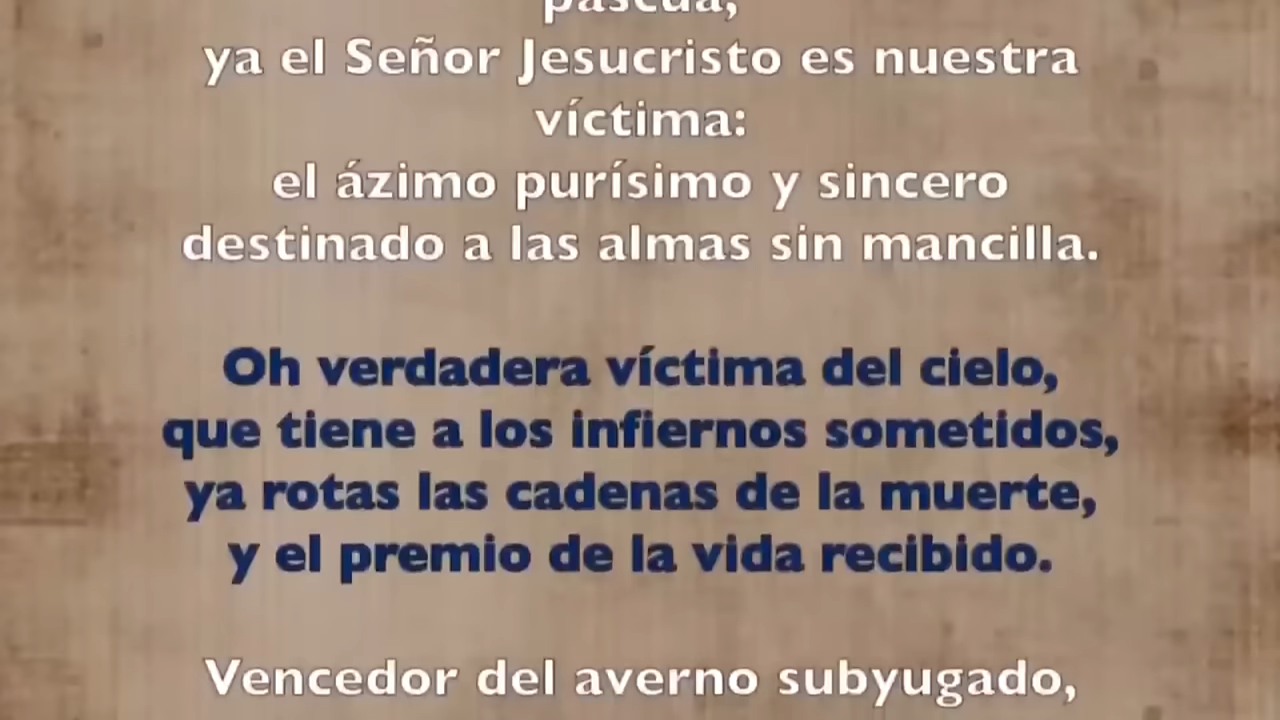 pascua,
ya el Señor Jesucristo es nuestra
víctima:
el ázimo purísimo y sincero
destinado a las almas sin mancilla.
Oh verdadera víctima del cielo,
que tiene a los infiernos sometidos,
ya rotas las cadenas de la muerte,
y el premio de la vida recibido.
Vencedor del averno subyugado,